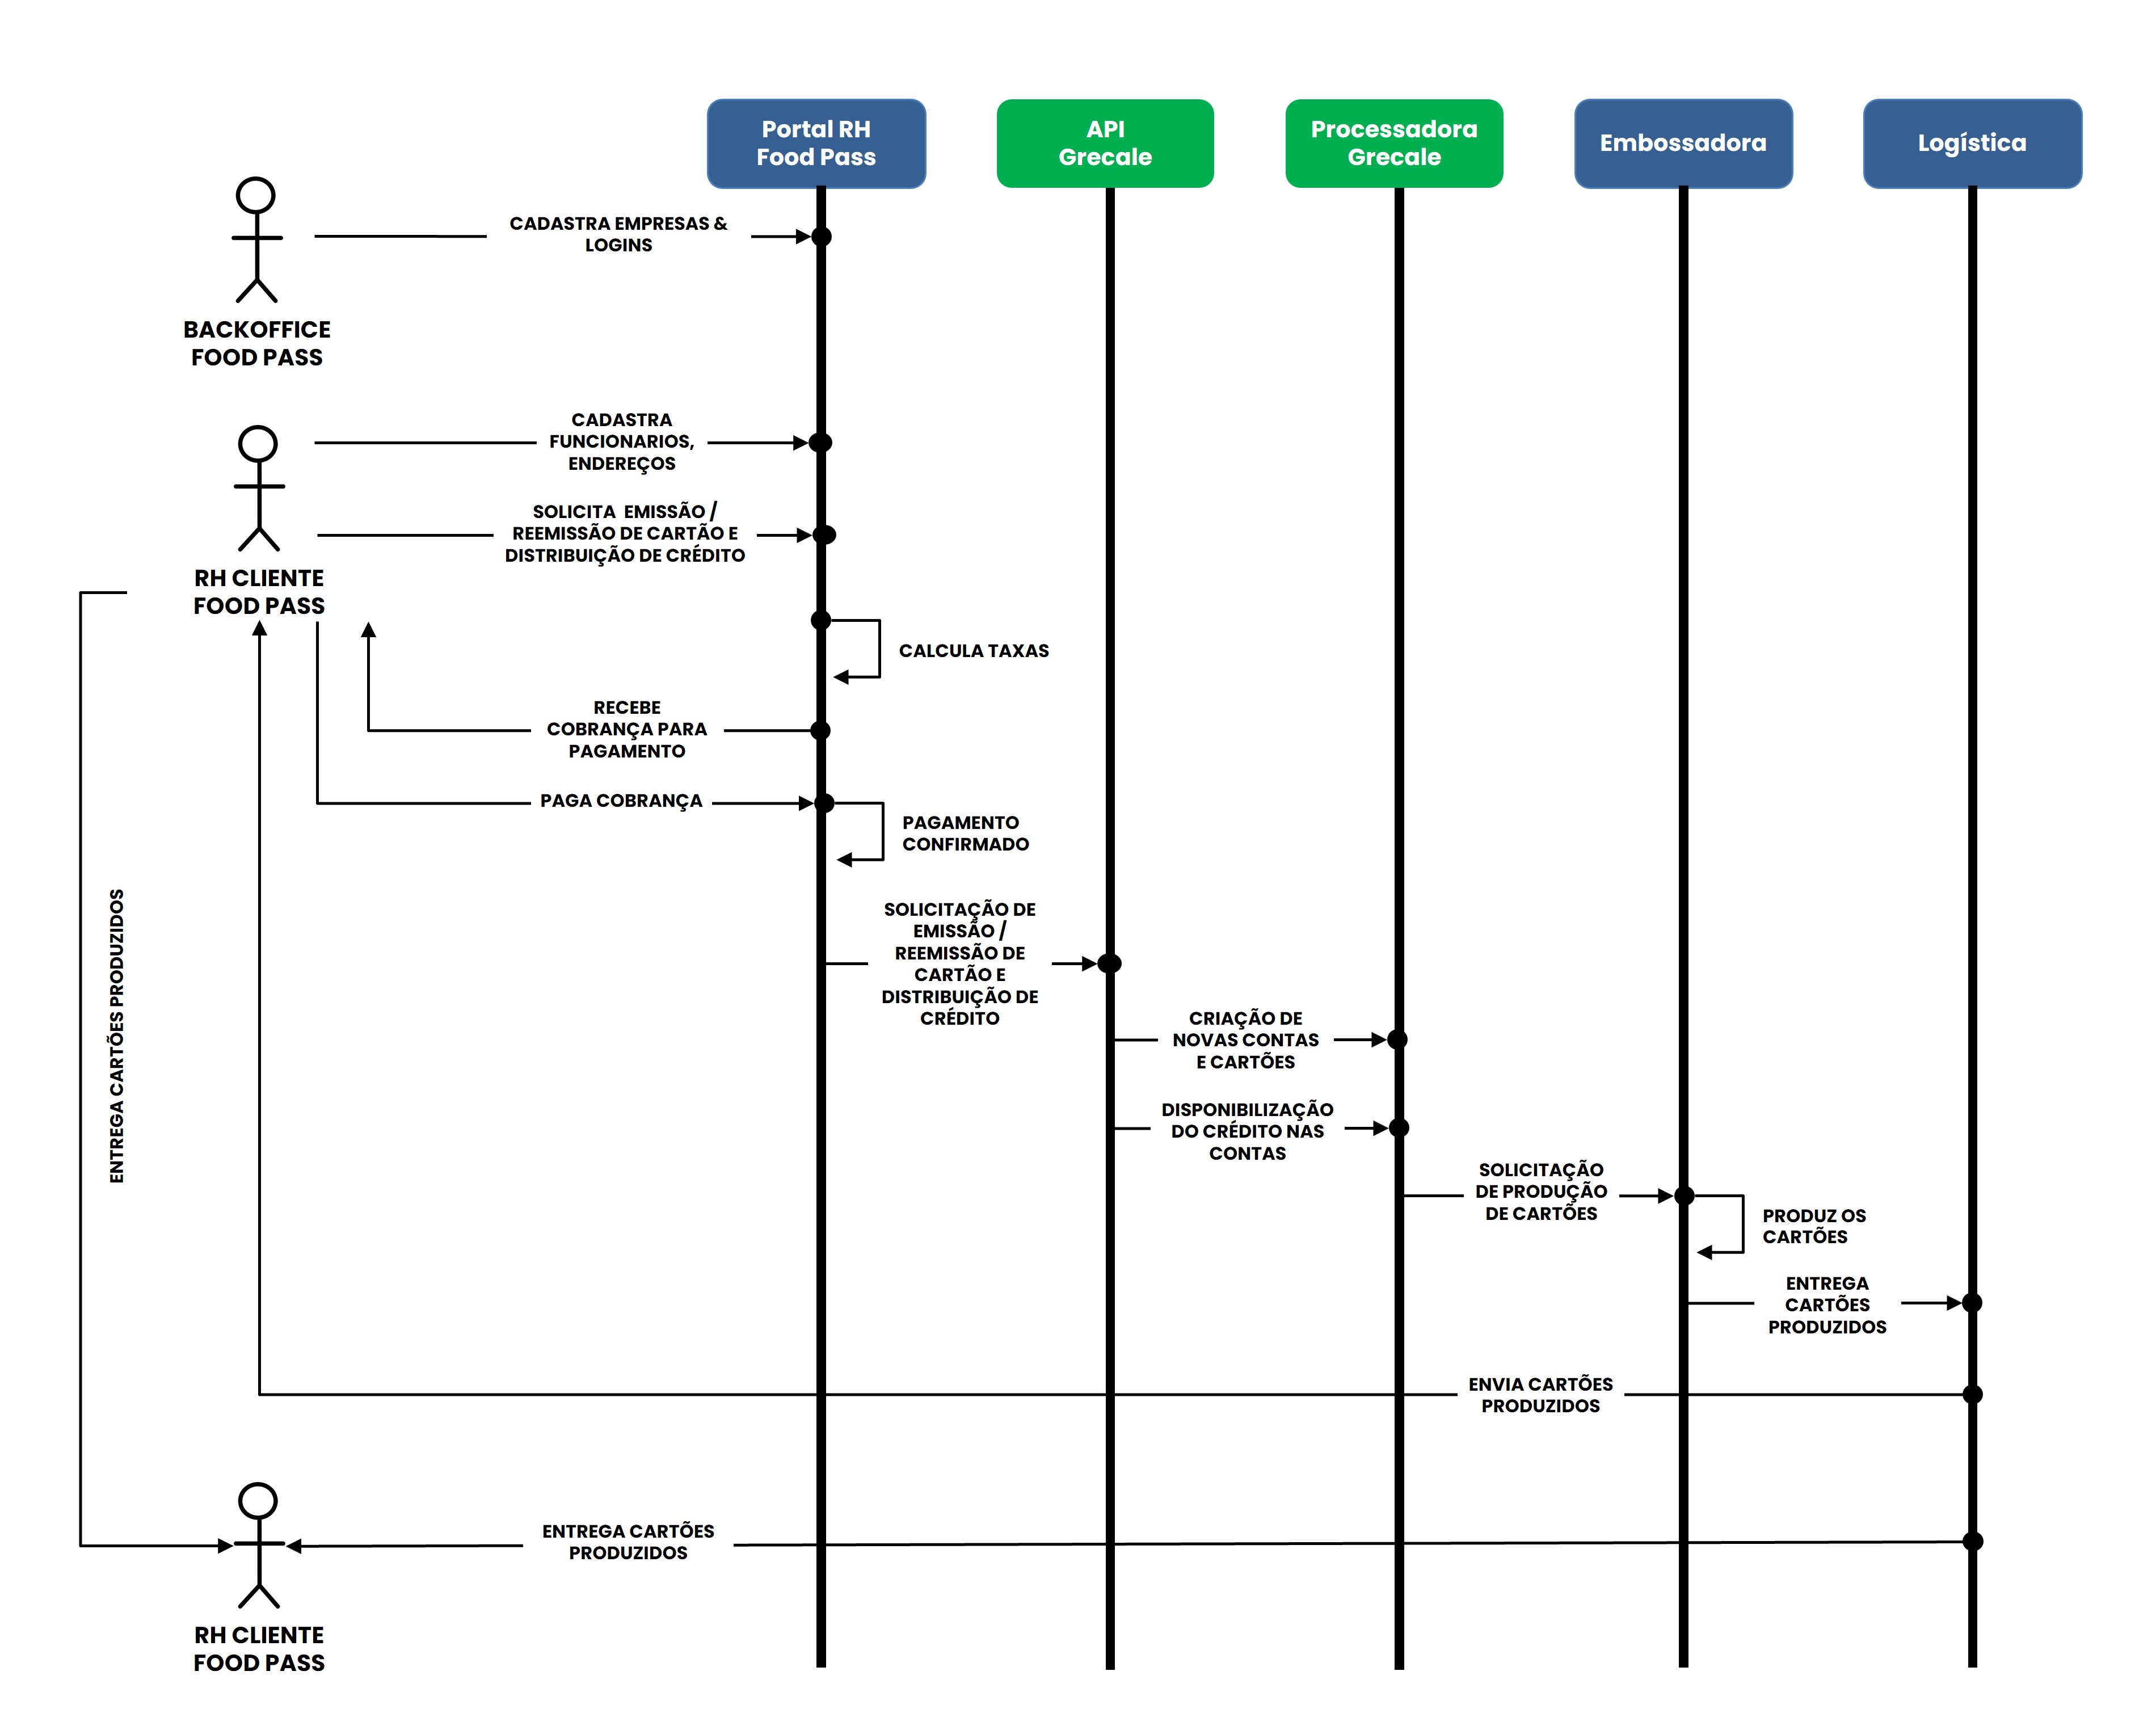 Portal RH
Food Pass
API
Grecale
Processadora
Grecale
Embossadora
Logística
CADASTRA EMPRESAS &
LOGINS
BACKOFFICE
FOOD PASS
CADASTRA
FUNCIONARIOS,
ENDEREÇOS
SOLICITA EMISSÃO /
REEMISSÃO DE CARTÃO E
DISTRIBUIÇÃO DE CRÉDITO
RH CLIENTE
FOOD PASS
CALCULA TAXAS
RECEBE
COBRANÇA PARA
PAGAMENTO
PAGA COBRANÇA
PAGAMENTO
CONFIRMADO
SOLICITAÇÃO DE
EMISSÃO /
REEMISSÃO DE
CARTÃO E
DISTRIBUIÇÃO DE
CRÉDITO
ENTREGA CARTÕES PRODUZIDOS
CRIAÇÃO DE
NOVAS CONTAS
E CARTÕES
DISPONIBILIZAÇÃO
DO CRÉDITO NAS
CONTAS
SOLICITAÇÃO
DE PRODUÇÃO
DE CARTÕES
PRODUZ OS
CARTÕES
ENTREGA
CARTÕES
PRODUZIDOS
ENVIA CARTÕES
PRODUZIDOS
ENTREGA CARTÕES
PRODUZIDOS
RH CLIENTE
FOOD PASS